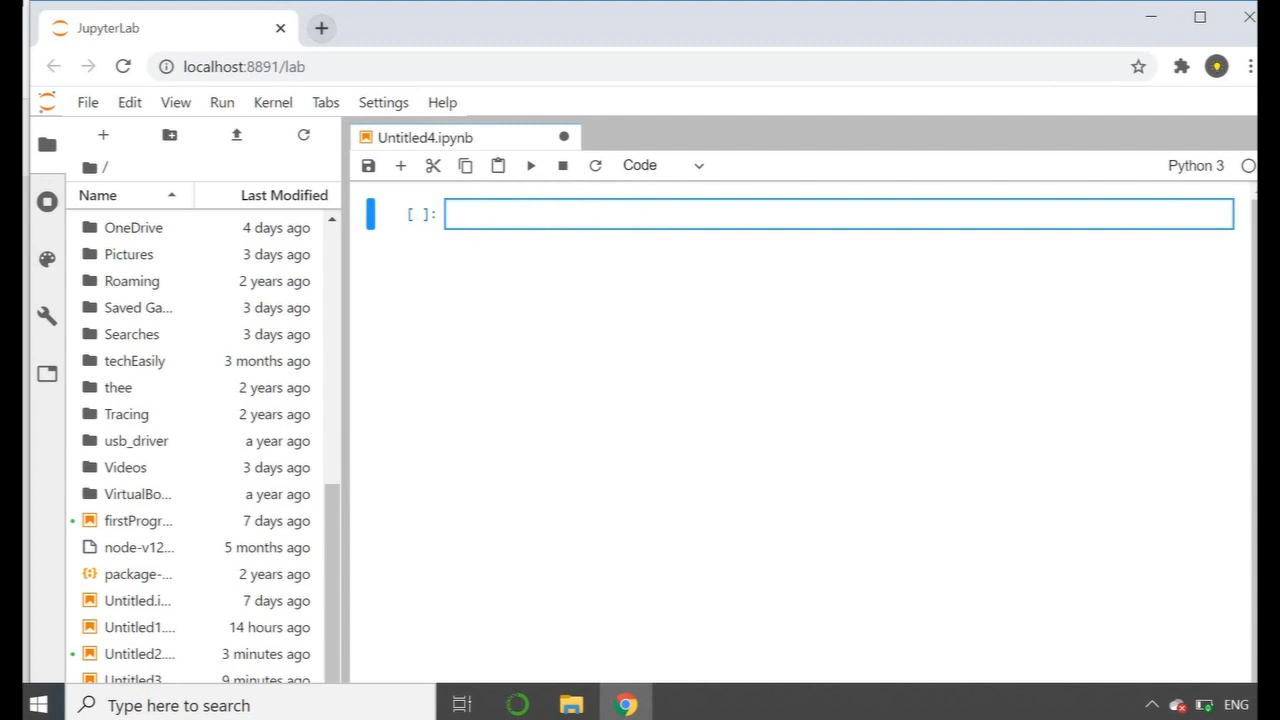 JupyterLab
localhost:8891/lab
File Edit View Run Kernel Tabs Settings Help
Untitled4.ipynb
/
Code
Python 3
Name Last Modified
[ ]:
OneDrive 4 days ago
Pictures 3 days ago
Roaming 2 years ago
Saved Ga... 3 days ago
Searches 3 days ago
techEasily 3 months ago
thee 2 years ago
Tracing 2 years ago
usb_driver a year ago
Videos 3 days ago
VirtualBo... a year ago
firstProgr... 7 days ago
node-v12... 5 months ago
package-... 2 years ago
Untitled.i... 7 days ago
Untitled1.... 14 hours ago
Untitled2.... 3 minutes ago
Untitled3 9 minutes ago
Type here to search
ENG